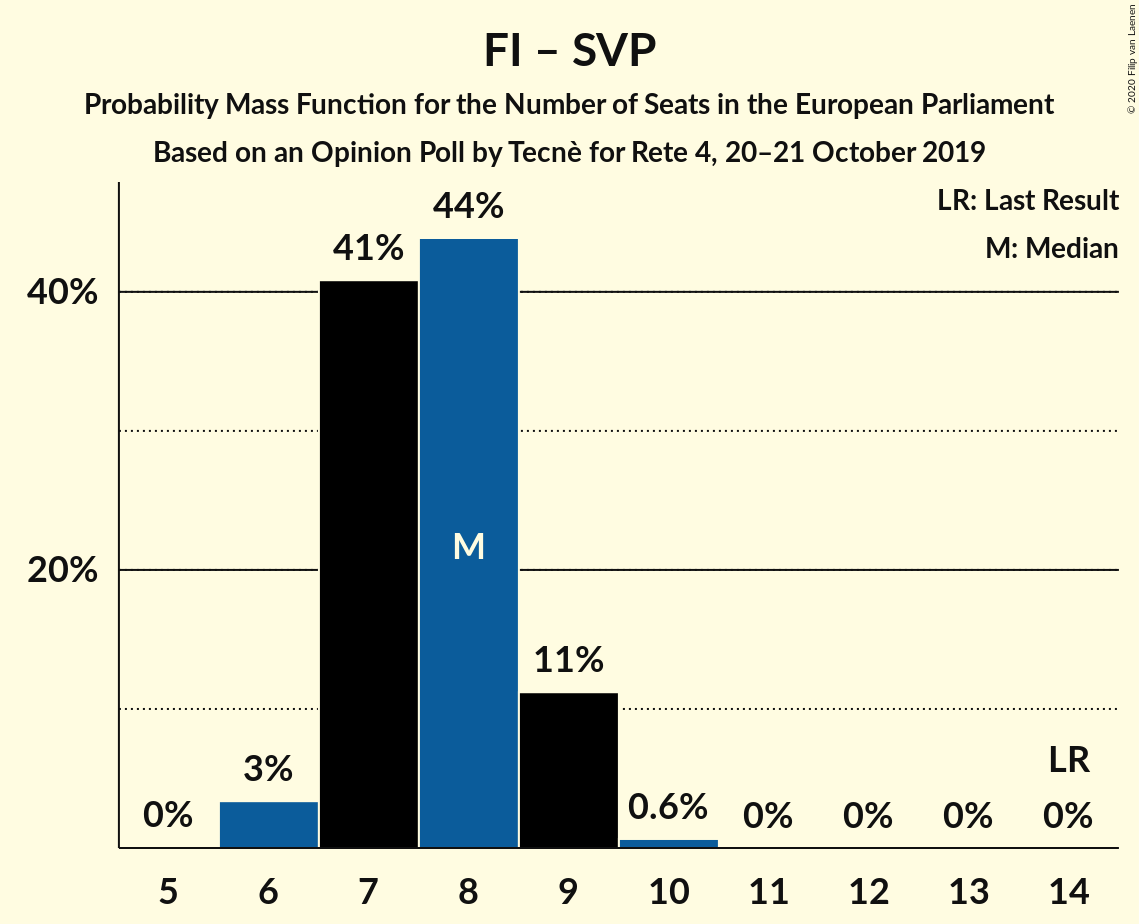 FI – SVP
Probability Mass Function for the Number of Seats in the European Parliament
Based on an Opinion Poll by Tecnè for Rete 4, 20–21 October 2019
© 2020 Filip van Laenen
LR: Last Result
M: Median
40%
20%
0%
3%
41%
44%
M
11%
0.6%
0%
0%
0%
LR
0%
5 6 7 8 9 10 11 12 13 14